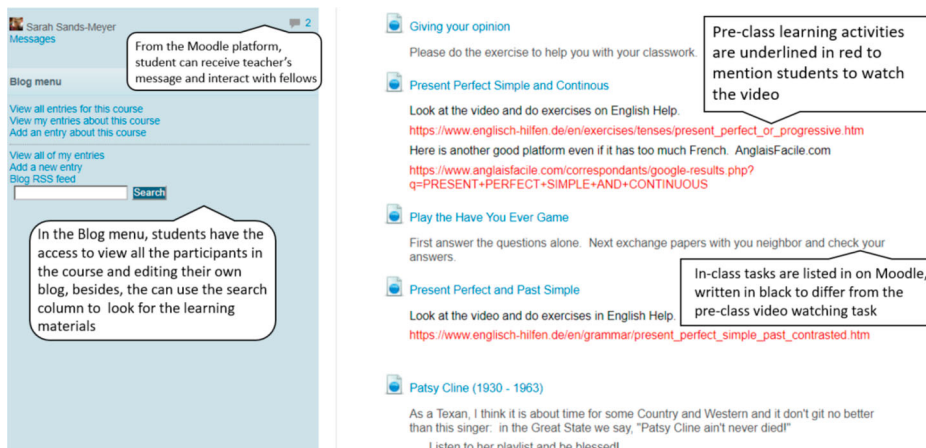 Sarah Sands-Meyer
2
Messages
From the Moodle platform,
student can receive teacher's
message and interact with fellows
Blog menu
View all entries for this course
View my entries about this course
Add an entry about this course
View all of my entries
Add a new entry
Blog RSS feed
Search
In the Blog menu, students have the
access to view all the participants in
the course and editing their own
blog, besides, the can use the search
column to look for the learning
materials
Giving your opinion
Please do the exercise to help you with your classwork.
Pre-class learning activities
are underlined in red to
mention students to watch
the video
Present Perfect Simple and Continous
Look at the video and do exercises on English Help.
https://www.englisch-hilfen.de/en/exercises/tenses/present_perfect_or_progressive.htm
Here is another good platform even if it has too much French. AnglaisFacile.com
https://www.anglaisfacile.com/correspondants/google-results.php?
q=PRESENT+PERFECT+SIMPLE+AND+CONTINUOUS
Play the Have You Ever Game
First answer the questions alone. Next exchange papers with you neighbor and check your
answers.
In-class tasks are listed in on Moodle,
written in black to differ from the
pre-class video watching task
Present Perfect and Past Simple
Look at the video and do exercises in English Help.
https://www.englisch-hilfen.de/en/grammar/present_perfect_simple_past_contrasted.htm
Patsy Cline (1930 - 1963)
As a Texan, I think it is about time for some Country and Western and it don't git no better
than this singer: in the Great State we say, "Patsy Cline ain't never died!"
Listen to her playlist and be blessed!